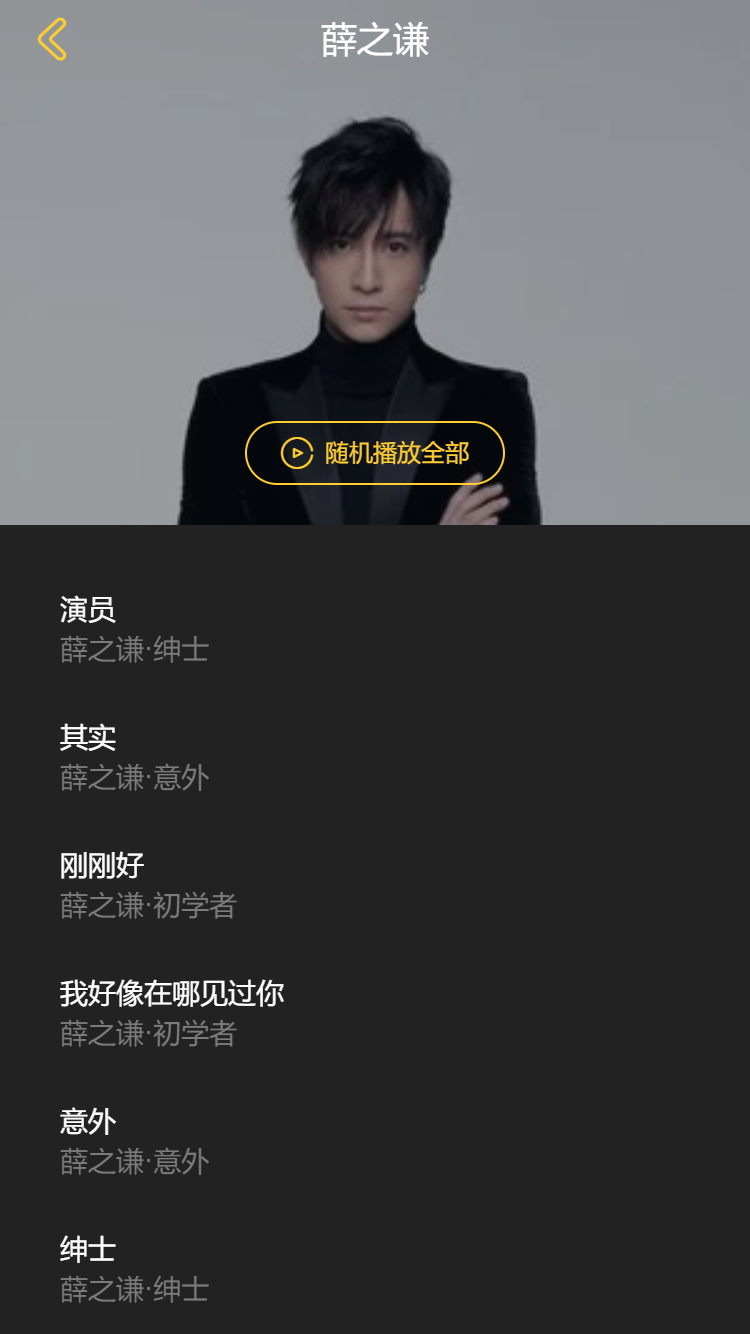 薛之谦
随机播放全部
演员
薛之谦·绅士
其实
薛之谦·意外
刚刚好
薛之谦·初学者
我好像在哪见过你
薛之谦·初学者
意外
薛之谦·意外
绅士
薛之谦·绅士